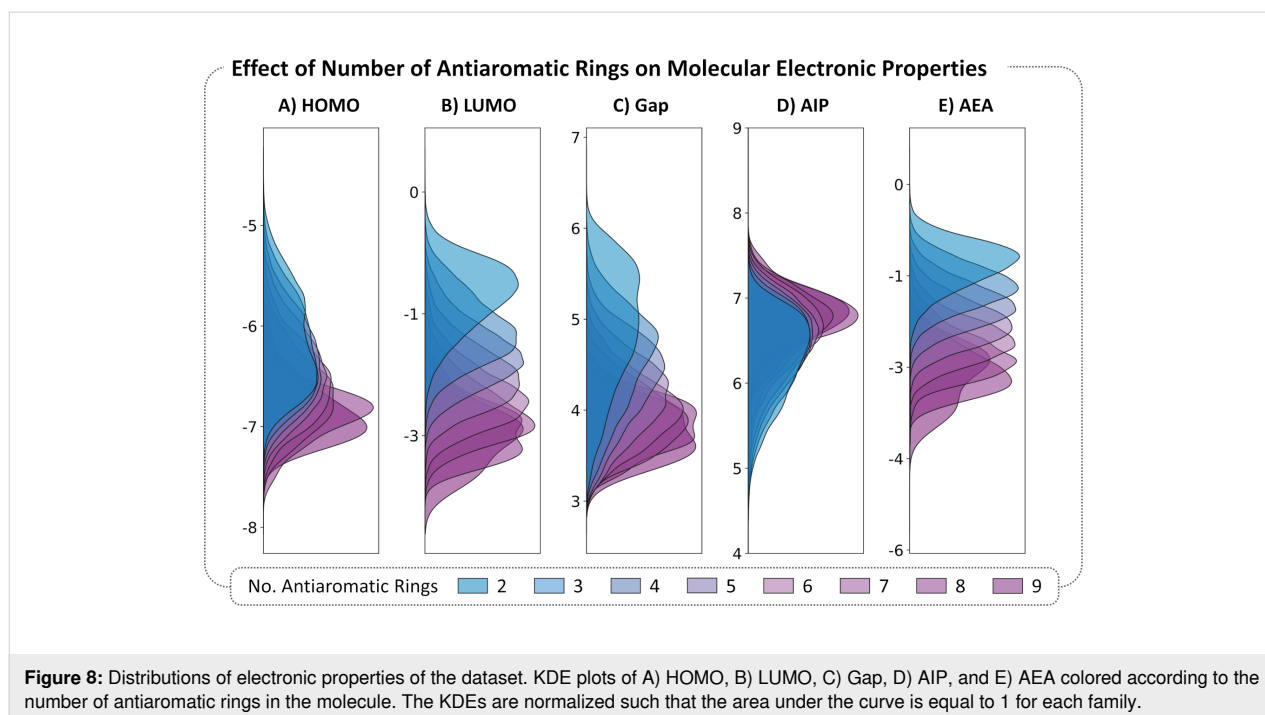 Effect of Number of Antiaromatic Rings on Molecular Electronic Properties
A) HOMO
B) LUMO
C) Gap
D) AIP
E) AEA
-5
-6
-7
-8
0
-1
-3
7
6
5
4
3
9
8
7
6
5
4
0
-1
-3
-4
-6
No. Antiaromatic Rings 2 3 4 5 6 7 8 9
Figure 8: Distributions of electronic properties of the dataset. KDE plots of A) HOMO, B) LUMO, C) Gap, D) AIP, and E) AEA colored according to the
number of antiaromatic rings in the molecule. The KDEs are normalized such that the area under the curve is equal to 1 for each family.